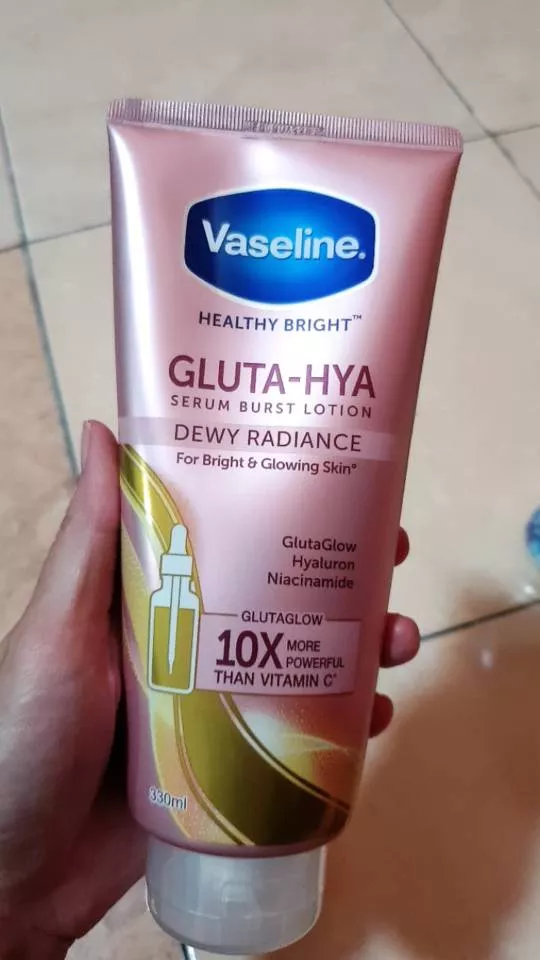 Vaseline.
HEALTHY BRIGHT™
GLUTA-HYA
SERUM BURST LOTION
DEWY RADIANCE
For Bright & Glowing Skin°
GlutaGlow
Hyaluron
Niacinamide
GLUTAGLOW
10X MORE
POWERFUL
THAN VITAMIN C*
330ml